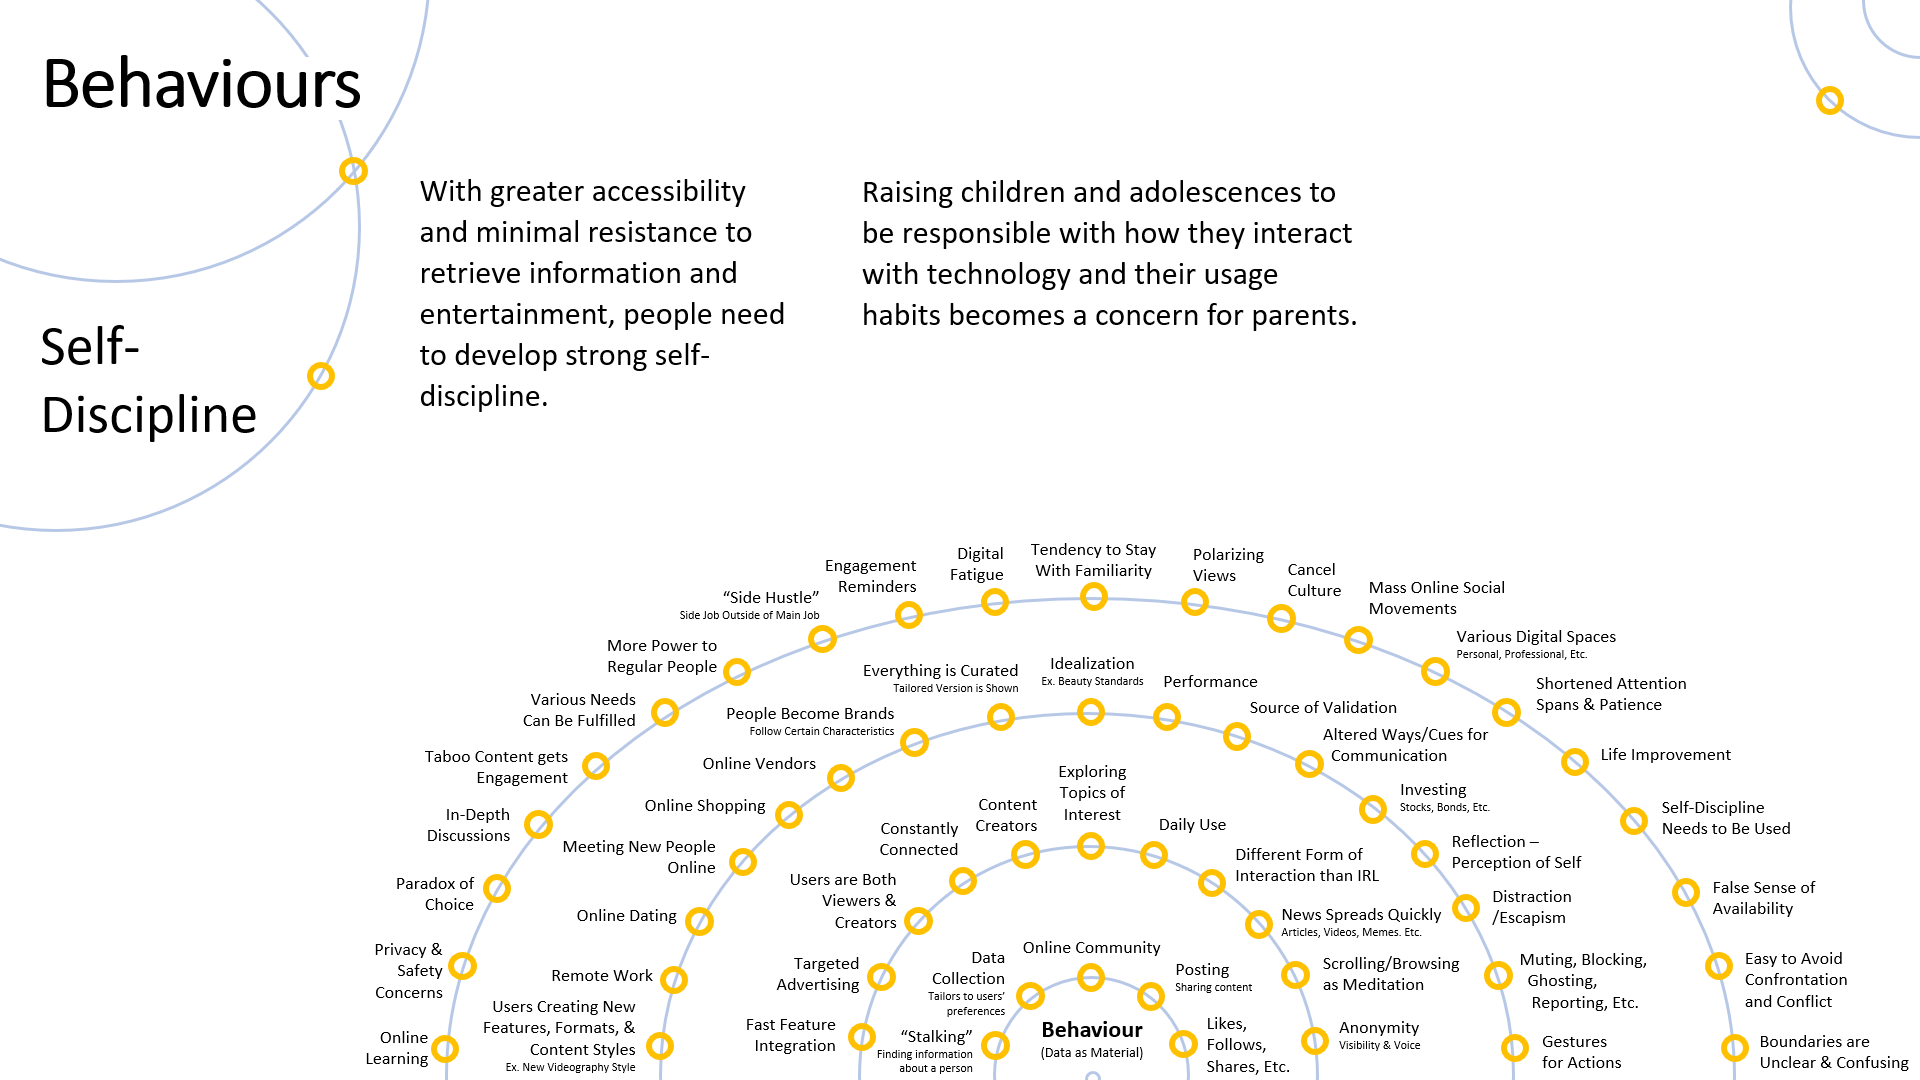 Behaviours
Self-
Discipline
With greater accessibility
and minimal resistance to
retrieve information and
entertainment, people need
to develop strong self-
discipline.
Raising children and adolescences to
be responsible with how they interact
with technology and their usage
habits becomes a concern for parents.
Online
Learning
Privacy &
Safety
Concerns
Paradox of
Choice
In-Depth
Discussions
Taboo Content gets
Engagement
Various Needs
Can Be Fulfilled
More Power to
Regular People
“Side Hustle”
Side Job Outside of Main Job
Engagement
Reminders
Digital
Fatigue
Tendency to Stay
With Familiarity
Polarizing
Views
Cancel
Culture
Mass Online Social
Movements
Various Digital Spaces
Personal, Professional, Etc.
Shortened Attention
Spans & Patience
Life Improvement
Self-Discipline
Needs to Be Used
False Sense of
Availability
Easy to Avoid
Confrontation
and Conflict
Boundaries are
Unclear & Confusing
Users Creating New
Features, Formats, &
Content Styles
Ex. New Videography Style
Remote Work
Online Dating
Meeting New People
Online
Online Shopping
Online Vendors
People Become Brands
Follow Certain Characteristics
Everything is Curated
Tailored Version is Shown
Idealization
Ex. Beauty Standards
Performance
Source of Validation
Altered Ways/Cues for
Communication
Investing
Stocks, Bonds, Etc.
Reflection –
Perception of Self
Distraction
/Escapism
Muting, Blocking,
Ghosting,
Reporting, Etc.
Gestures
for Actions
Fast Feature
Integration
Targeted
Advertising
Users are Both
Viewers &
Creators
Constantly
Connected
Content
Creators
Exploring
Topics of
Interest
Daily Use
Different Form of
Interaction than IRL
News Spreads Quickly
Articles, Videos, Memes. Etc.
Scrolling/Browsing
as Meditation
Anonymity
Visibility & Voice
“Stalking”
Finding information
about a person
Data
Collection
Tailors to users’
preferences
Online Community
Posting
Sharing content
Likes,
Follows,
Shares, Etc.
Behaviour
(Data as Material)